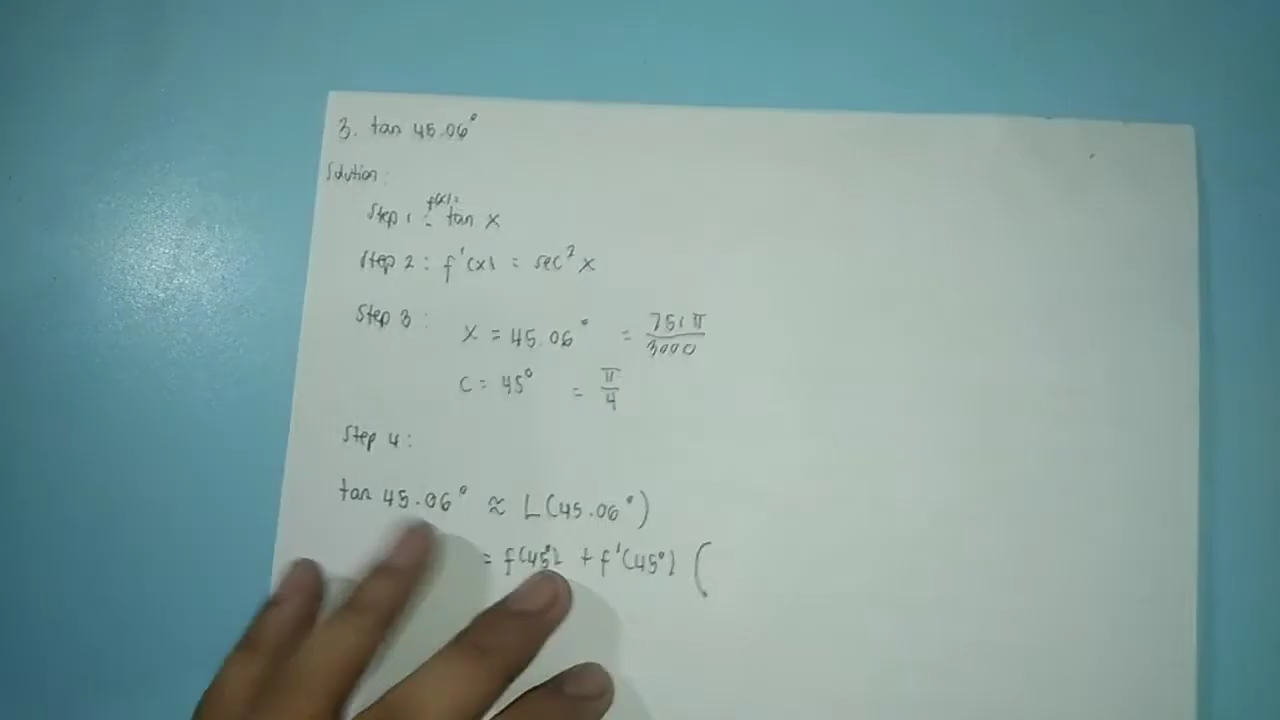 3. tan 45.06°
Solution:
Step 1: f(x)= tan x
Step 2: f'(x) = sec² x
Step 3:
x = 45.06° = 751π/3000
c = 45° = π/4
Step 4:
tan 45.06° ≈ L(45.06°)
= f(45°) + f'(45°) (